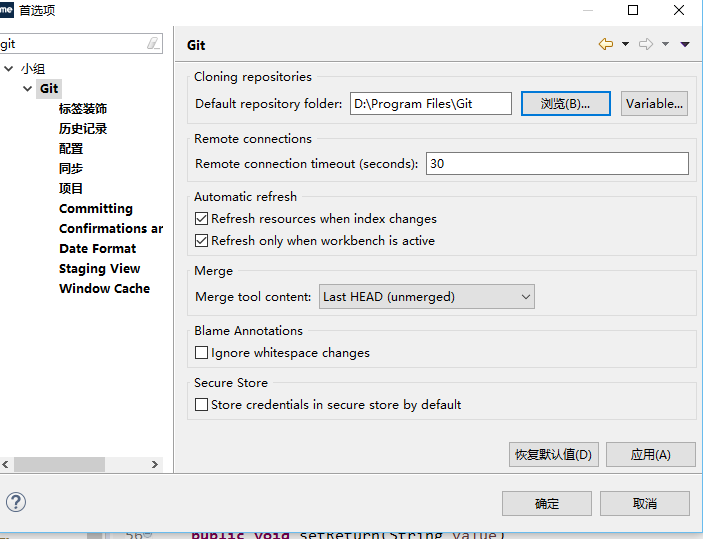 me 首选项
git
小组
Git
标签装饰
历史记录
配置
同步
项目
Committing
Confirmations ar
Date Format
Staging View
Window Cache
Git
Cloning repositories
Default repository folder: D:\Program Files\Git 浏览(B)... Variable...
Remote connections
Remote connection timeout (seconds): 30
Automatic refresh
Refresh resources when index changes
Refresh only when workbench is active
Merge
Merge tool content: Last HEAD (unmerged)
Blame Annotations
Ignore whitespace changes
Secure Store
Store credentials in secure store by default
恢复默认值(D) 应用(A)
确定 取消
56 public void setReturn(String value)